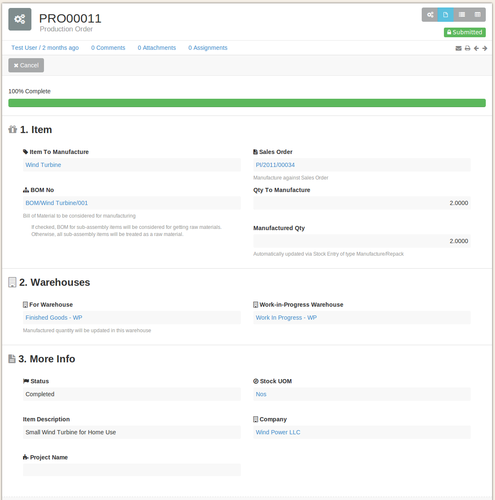 PRO00011
Production Order
Submitted
Test User / 2 months ago
0 Comments
0 Attachments
0 Assignments
Cancel
100% Complete
1. Item
Item To Manufacture
Sales Order
Wind Turbine
PI/2011/00034
Manufacture against Sales Order
BOM No
Qty To Manufacture
BOM/Wind Turbine/001
2.0000
Bill of Material to be considered for manufacturing
If checked, BOM for sub-assembly items will be considered for getting raw materials.
Otherwise, all sub-assembly items will be treated as a raw material.
Manufactured Qty
2.0000
Automatically updated via Stock Entry of type Manufacture/Repack
2. Warehouses
For Warehouse
Work-in-Progress Warehouse
Finished Goods - WP
Work In Progress - WP
Manufactured quantity will be updated in this warehouse
3. More Info
Status
Stock UOM
Completed
Nos
Item Description
Company
Small Wind Turbine for Home Use
Wind Power LLC
Project Name